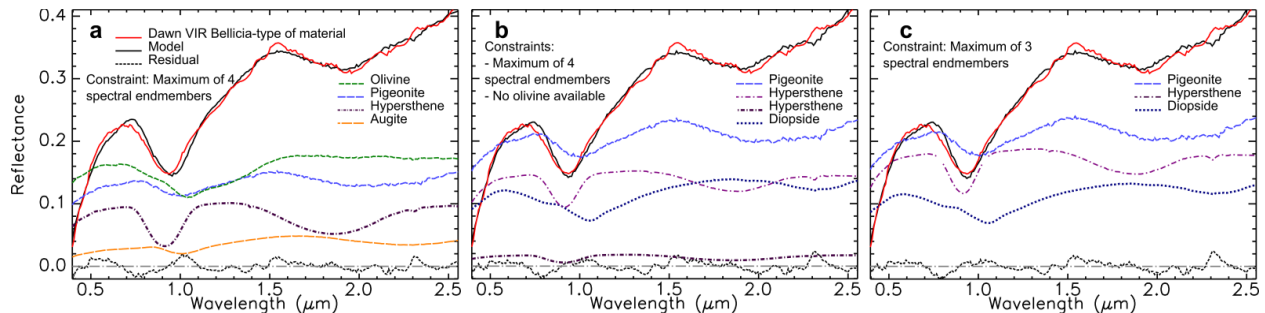 a
Dawn VIR Bellicia-type of material
Model
Residual
Constraint: Maximum of 4
spectral endmembers
Olivine
Pigeonite
Hypersthene
Augite
0.4
0.3
0.2
0.1
0.0
Reflectance
0.5 1.0 1.5 2.0 2.5
Wavelength (μm)
b
Constraints:
- Maximum of 4
spectral endmembers
- No olivine available
Pigeonite
Hypersthene
Hypersthene
Diopside
0.5 1.0 1.5 2.0 2.5
Wavelength (μm)
c
Constraint: Maximum of 3
spectral endmembers
Pigeonite
Hypersthene
Diopside
0.5 1.0 1.5 2.0 2.5
Wavelength (μm)